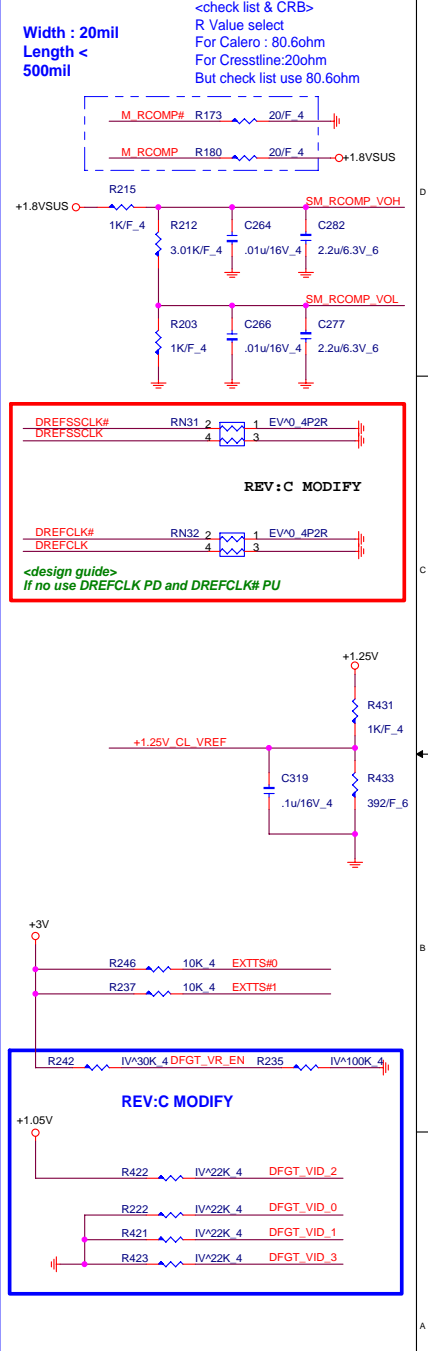 <check list & CRB>
R Value select
For Calero : 80.6ohm
For Cresstline:20ohm
But check list use 80.6ohm
Width : 20mil
Length <
500mil
M_RCOMP# R173 20/F_4
M_RCOMP R180 20/F_4 +1.8VSUS
D
R215
+1.8VSUS SM_RCOMP_VOH
1K/F_4 R212 C264 C282
3.01K/F_4 .01u/16V_4 2.2u/6.3V_6
SM_RCOMP_VOL
R203 C266 C277
1K/F_4 .01u/16V_4 2.2u/6.3V_6
DREFSSCLK# RN31 2 1 EV^0_4P2R
DREFSSCLK 4 3
REV:C MODIFY
DREFCLK# RN32 2 1 EV^0_4P2R
DREFCLK 4 3
C
<design guide>
If no use DREFCLK PD and DREFCLK# PU
+1.25V
R431
1K/F_4
+1.25V_CL_VREF
C319 R433
.1u/16V_4 392/F_6
+3V
B
R246 10K_4 EXTTS#0
R237 10K_4 EXTTS#1
R242 IV^30K_4 DFGT_VR_EN R235 IV^100K_4
REV:C MODIFY
+1.05V
R422 IV^22K_4 DFGT_VID_2
R222 IV^22K_4 DFGT_VID_0
R421 IV^22K_4 DFGT_VID_1
R423 IV^22K_4 DFGT_VID_3
A